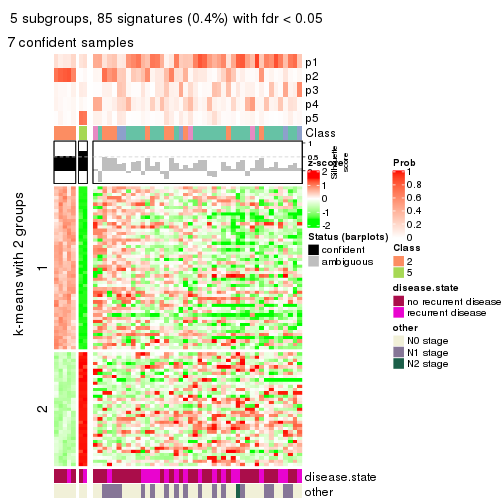 5 subgroups, 85 signatures (0.4%) with fdr < 0.05
7 confident samples
p1
p2
p3
p4
p5
Class
1
0.5
0
Silhouette
score
z-score
2
1
0
-1
-2
Status (barplots)
confident
ambiguous
Prob
1
0.8
0.6
0.4
0.2
0
Class
2
5
disease.state
no recurrent disease
recurrent disease
other
N0 stage
N1 stage
N2 stage
k-means with 2 groups
1
2
disease.state
other